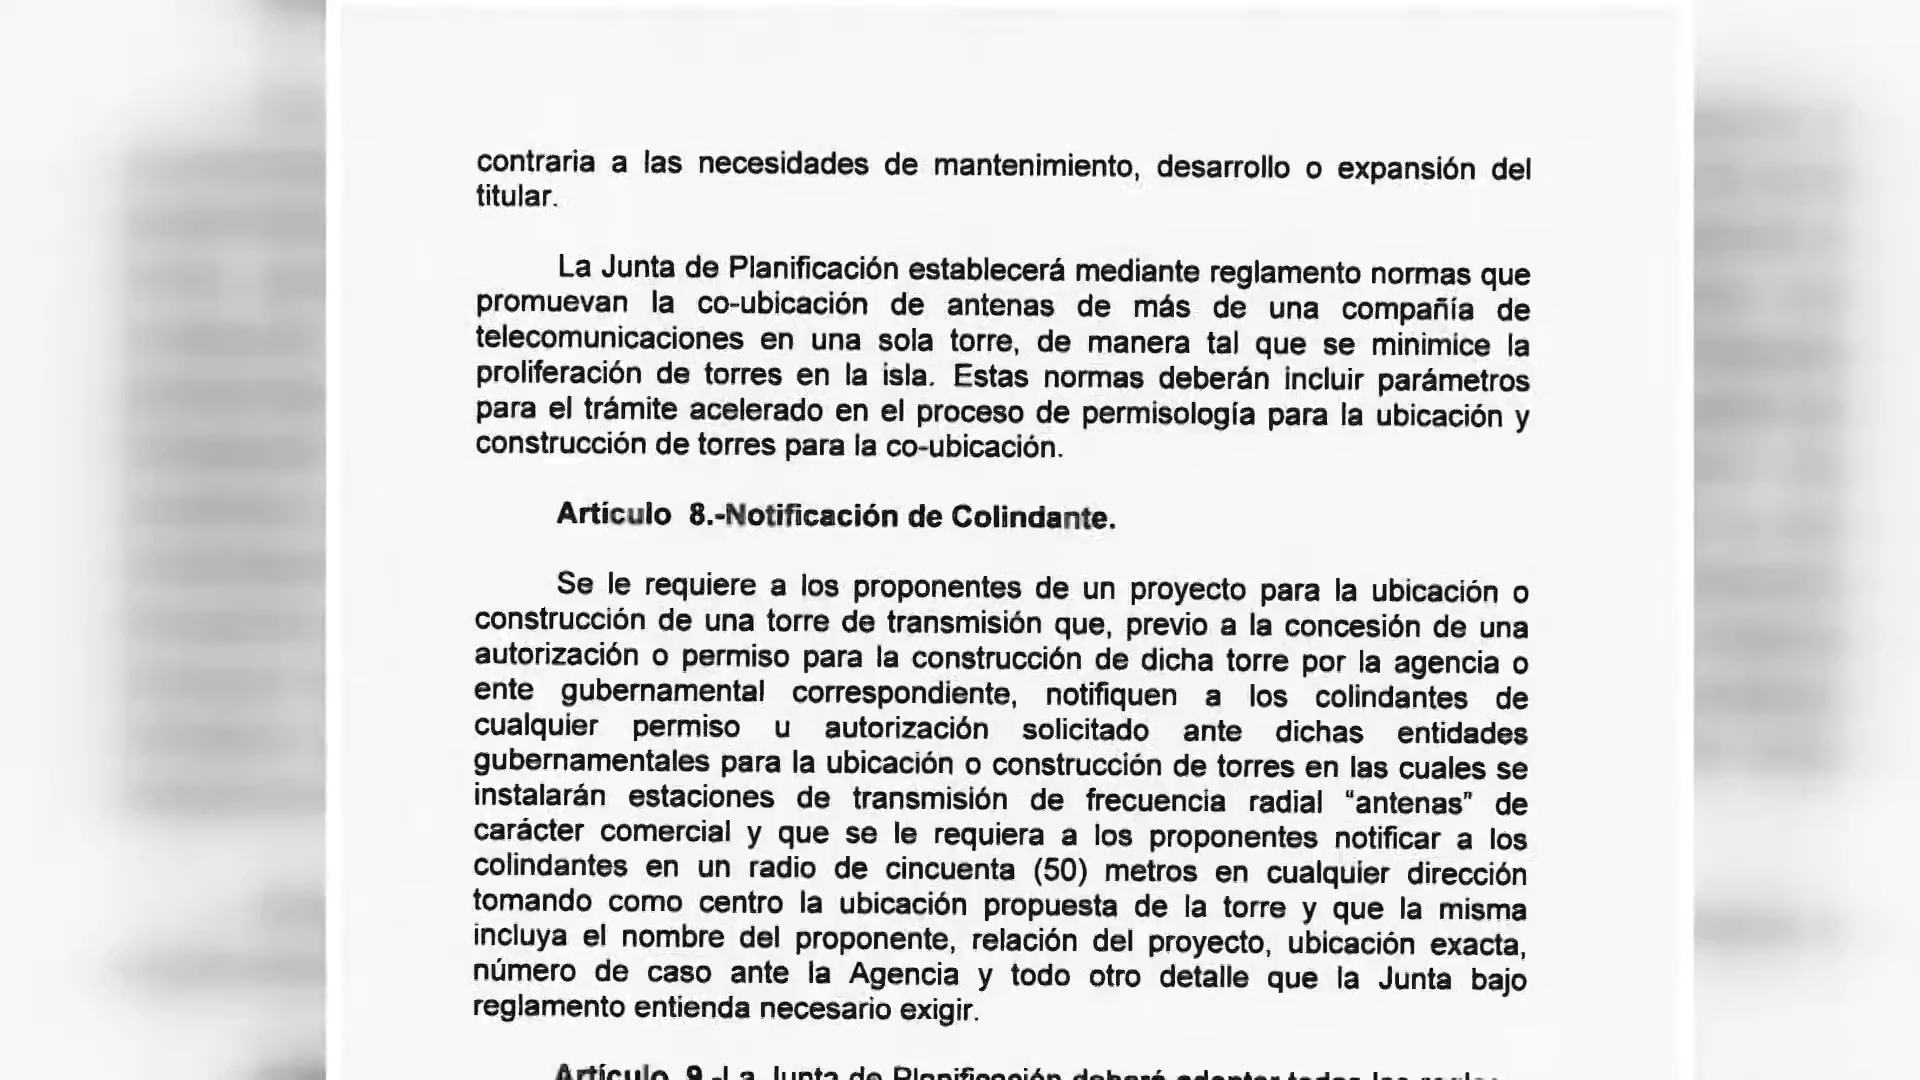 contraria a las necesidades de mantenimiento, desarrollo o expansión del
titular.
La Junta de Planificación establecerá mediante reglamento normas que
promuevan la co-ubicación de antenas de más de una compañía de
telecomunicaciones en una sola torre, de manera tal que se minimice la
proliferación de torres en la isla. Estas normas deberán incluir parámetros
para el trámite acelerado en el proceso de permisología para la ubicación y
construcción de torres para la co-ubicación.
Artículo 8.-Notificación de Colindante.
Se le requiere a los proponentes de un proyecto para la ubicación o
construcción de una torre de transmisión que, previo a la concesión de una
autorización o permiso para la construcción de dicha torre por la agencia o
ente gubernamental correspondiente, notifiquen a los colindantes de
cualquier permiso u autorización solicitado ante dichas entidades
gubernamentales para la ubicación o construcción de torres en las cuales se
instalarán estaciones de transmisión de frecuencia radial “antenas” de
carácter comercial y que se le requiera a los proponentes notificar a los
colindantes en un radio de cincuenta (50) metros en cualquier dirección
tomando como centro la ubicación propuesta de la torre y que la misma
incluya el nombre del proponente, relación del proyecto, ubicación exacta,
número de caso ante la Agencia y todo otro detalle que la Junta bajo
reglamento entienda necesario exigir.
Artículo 9.-La Junta de Planificación deberá adoptar todas las